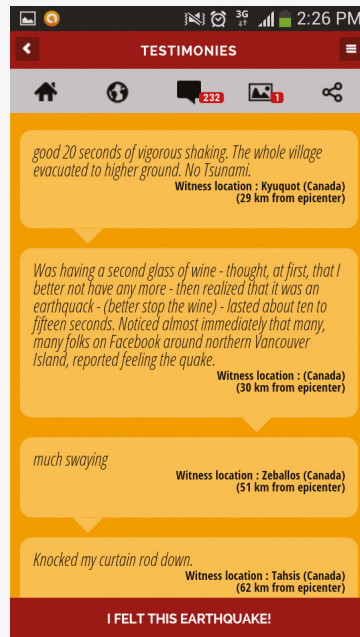 3G 2:26 PM
TESTIMONIES
232 1
good 20 seconds of vigorous shaking. The whole village
evacuated to higher ground. No Tsunami.
Witness location : Kyuquot (Canada)
(29 km from epicenter)
Was having a second glass of wine - thought, at first, that I
better not have any more - then realized that it was an
earthquack - (better stop the wine) - lasted about ten to
fifteen seconds. Noticed almost immediately that many,
many folks on Facebook around northern Vancouver
Island, reported feeling the quake.
Witness location : (Canada)
(30 km from epicenter)
much swaying
Witness location : Zeballos (Canada)
(51 km from epicenter)
Knocked my curtain rod down.
Witness location : Tahsis (Canada)
(62 km from epicenter)
I FELT THIS EARTHQUAKE!